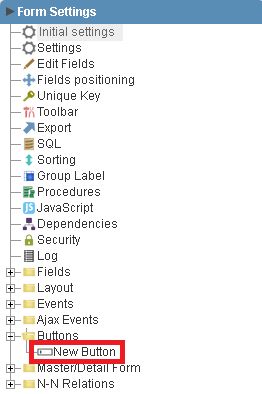 Form Settings
Initial settings
Settings
Edit Fields
Fields positioning
Unique Key
Toolbar
Export
SQL
Sorting
Group Label
Procedures
JS JavaScript
Dependencies
Security
Log
Fields
Layout
Events
Ajax Events
Buttons
New Button
Master/Detail Form
N-N Relations